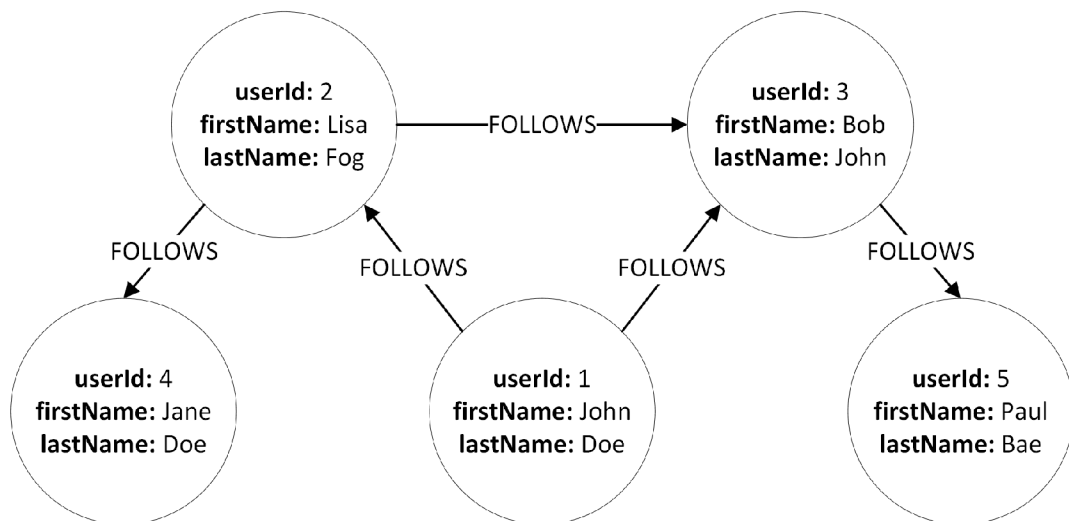 userId: 2
firstName: Lisa
lastName: Fog
FOLLOWS
userId: 3
firstName: Bob
lastName: John
FOLLOWS
FOLLOWS
FOLLOWS
FOLLOWS
userId: 4
firstName: Jane
lastName: Doe
userId: 1
firstName: John
lastName: Doe
userId: 5
firstName: Paul
lastName: Bae